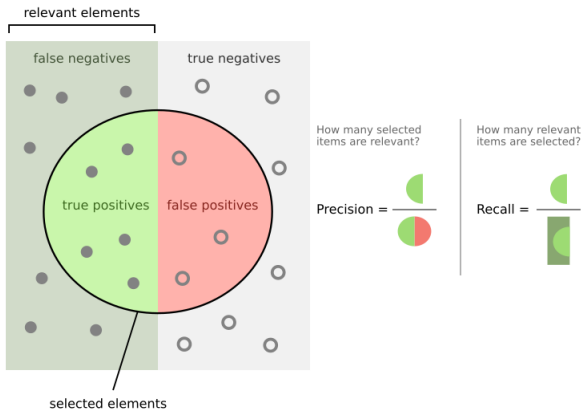 relevant elements
false negatives
true negatives
true positives
false positives
selected elements
How many selected
items are relevant?
Precision =
How many relevant
items are selected?
Recall =